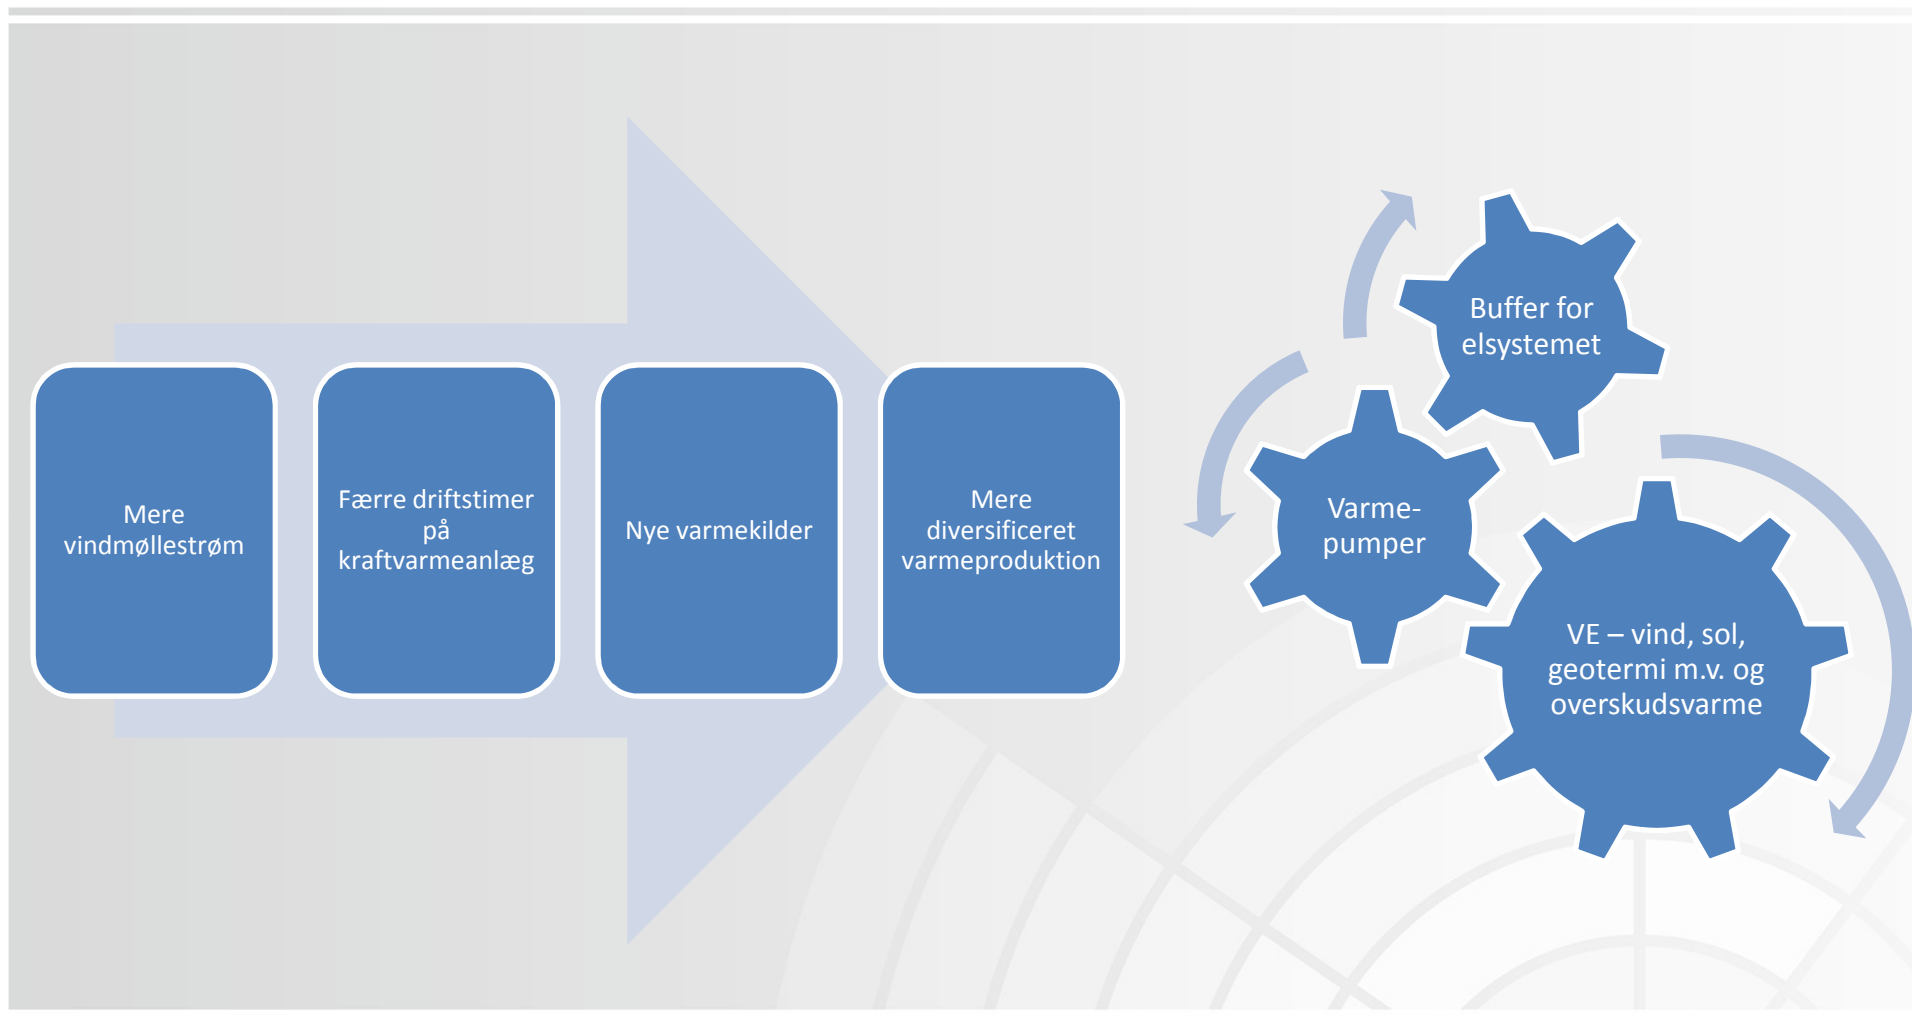 Mere
vindmøllestrøm
Færre driftstimer
på
kraftvarmeanlæg
Nye varmekilder
Mere
diversificeret
varmeproduktion
Buffer for
elsystemet
Varme-
pumper
VE – vind, sol,
geotermi m.v. og
overskudsvarme